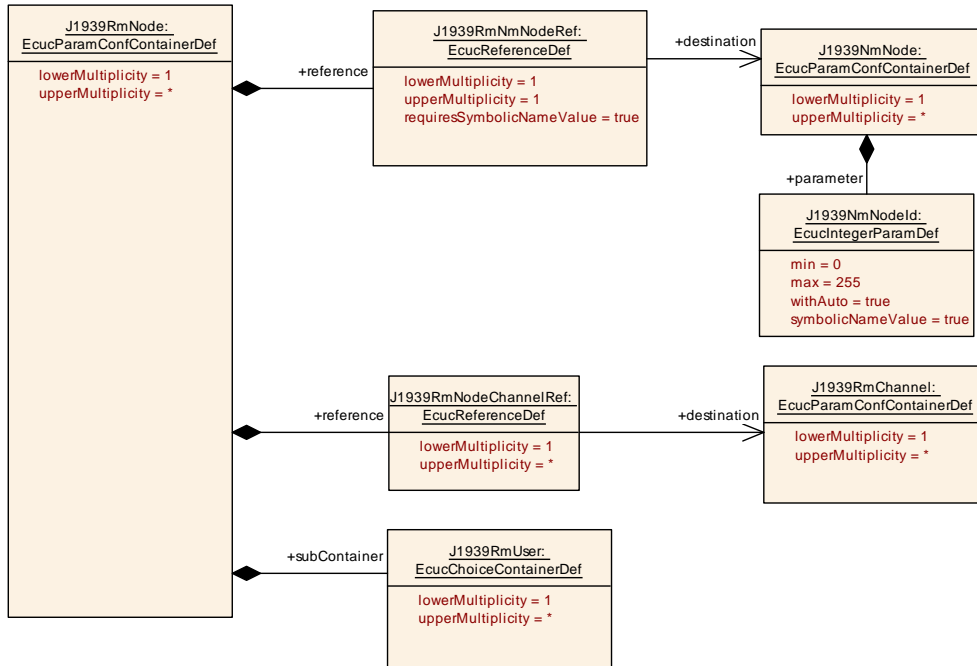 J1939RmNode:
EcucParamConfContainerDef
lowerMultiplicity = 1
upperMultiplicity = *
+reference
J1939RmNmNodeRef:
EcucReferenceDef
lowerMultiplicity = 1
upperMultiplicity = 1
requiresSymbolicNameValue = true
+destination
J1939NmNode:
EcucParamConfContainerDef
lowerMultiplicity = 1
upperMultiplicity = *
+parameter
J1939NmNodeId:
EcucIntegerParamDef
min = 0
max = 255
withAuto = true
symbolicNameValue = true
+reference
J1939RmNodeChannelRef:
EcucReferenceDef
lowerMultiplicity = 1
upperMultiplicity = *
+destination
J1939RmChannel:
EcucParamConfContainerDef
lowerMultiplicity = 1
upperMultiplicity = *
+subContainer
J1939RmUser:
EcucChoiceContainerDef
lowerMultiplicity = 1
upperMultiplicity = *